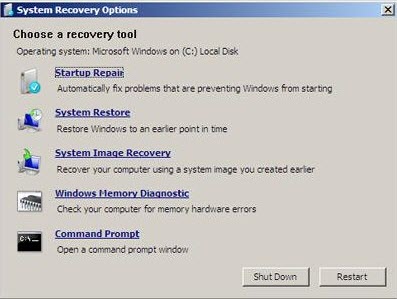 System Recovery Options
Choose a recovery tool
Operating system: Microsoft Windows on (C:) Local Disk
Startup Repair
Automatically fix problems that are preventing Windows from starting
System Restore
Restore Windows to an earlier point in time
System Image Recovery
Recover your computer using a system image you created earlier
Windows Memory Diagnostic
Check your computer for memory hardware errors
Command Prompt
Open a command prompt window
Shut Down
Restart